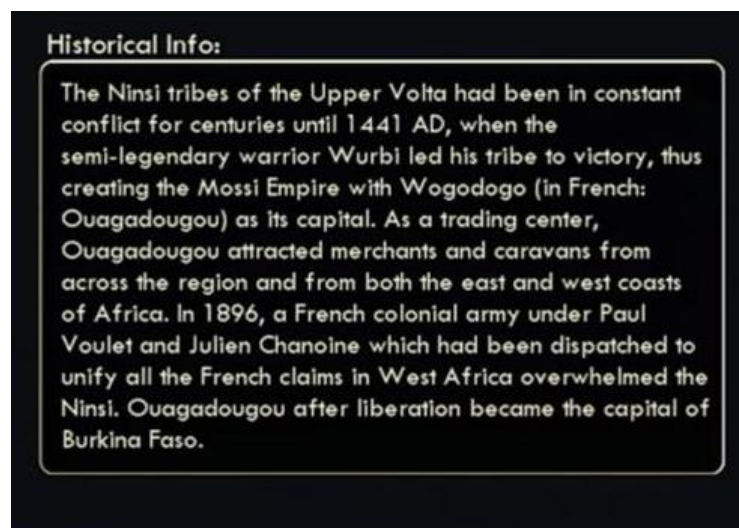 Historical Info:
The Ninsi tribes of the Upper Volta had been in constant
conflict for centuries until 1441 AD, when the
semi-legendary warrior Wurbi led his tribe to victory, thus
creating the Mossi Empire with Wogodogo (in French:
Ouagadougou) as its capital. As a trading center,
Ouagadougou attracted merchants and caravans from
across the region and from both the east and west coasts
of Africa. In 1896, a French colonial army under Paul
Voulet and Julien Chanoine which had been dispatched to
unify all the French claims in West Africa overwhelmed the
Ninsi. Ouagadougou after liberation became the capital of
Burkina Faso.